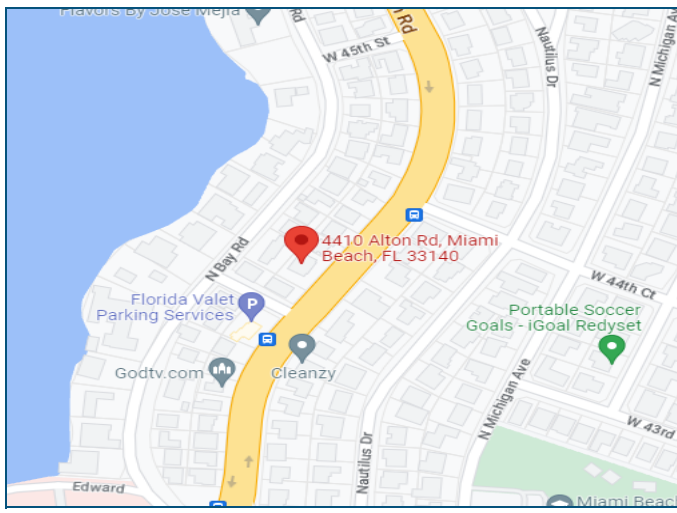 Flavors By Jose Mejia
Rd
n Rd
W 45th St
Nautilus Dr
N Michigan Ave
N Bay Rd
4410 Alton Rd, Miami
Beach, FL 33140
W 44th Ct
Florida Valet
Parking Services
P
Portable Soccer
Goals - iGoal Redyset
Godtv.com
Cleanzy
N Michigan Ave
W 43rd
Nautilus Dr
Edward
Miami Beac